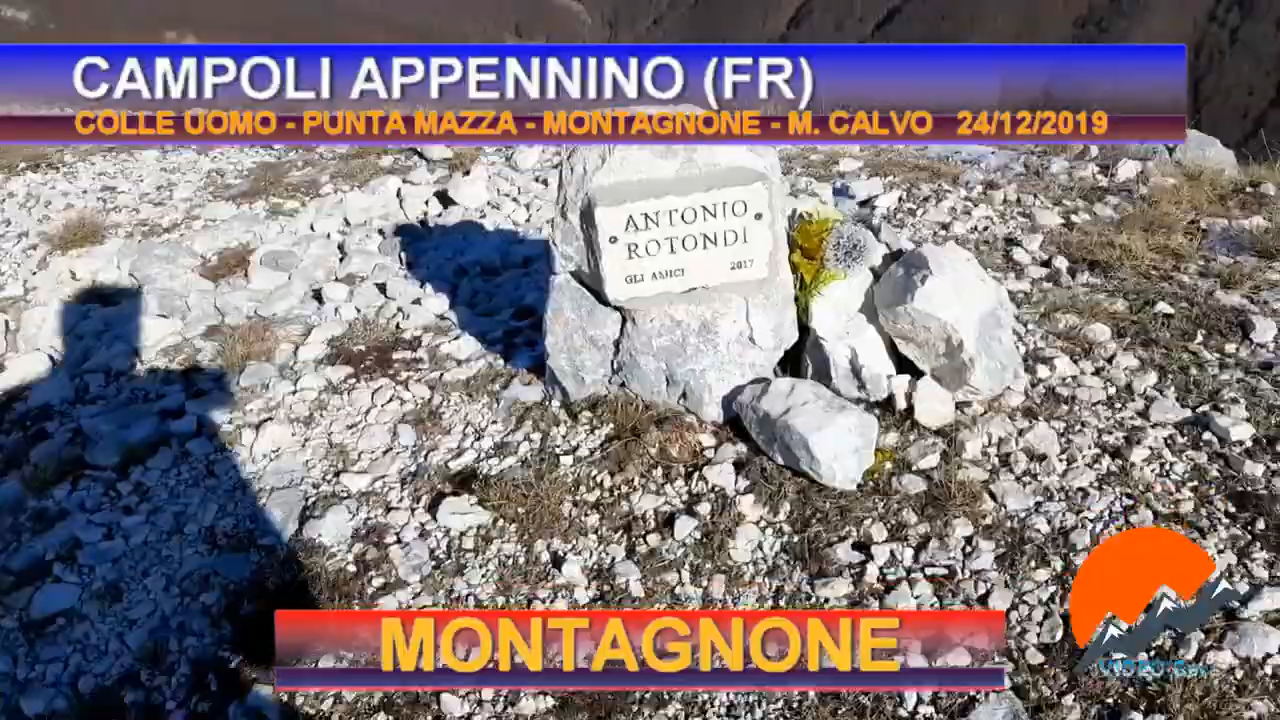 CAMPOLI APPENNINO (FR)
COLLE UOMO - PUNTA MAZZA - MONTAGNONE - M. CALVO 24/12/2019
ANTONIO
ROTONDI
GLI AMICI 2017
MONTAGNONE